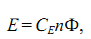 E = C_E nΦ,